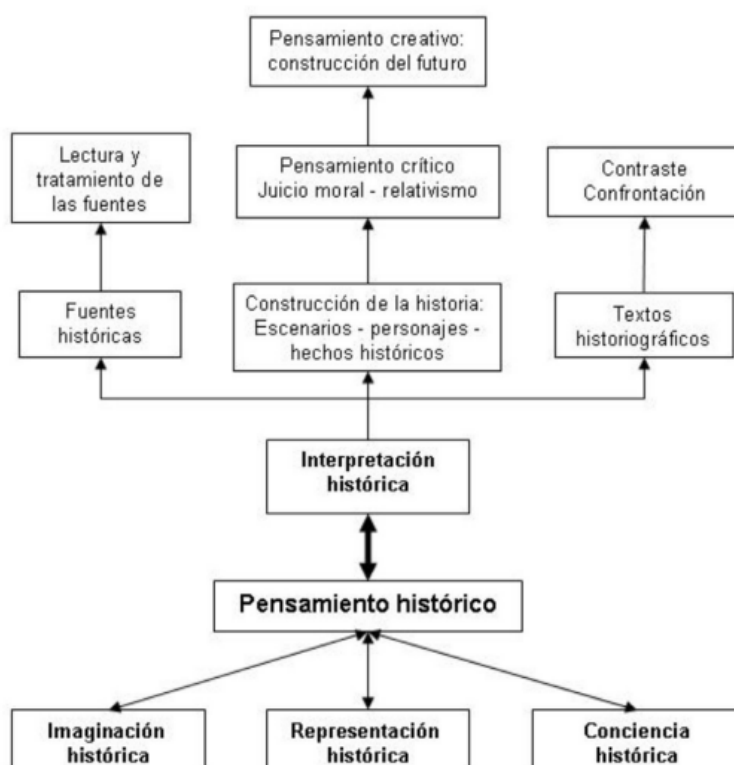 Pensamiento creativo:
construcción del futuro
Lectura y
tratamiento de
las fuentes
Pensamiento crítico
Juicio moral - relativismo
Contraste
Confrontación
Fuentes
históricas
Construcción de la historia:
Escenarios - personajes -
hechos históricos
Textos
historiográficos
Interpretación
histórica
Pensamiento histórico
Imaginación
histórica
Representación
histórica
Conciencia
histórica